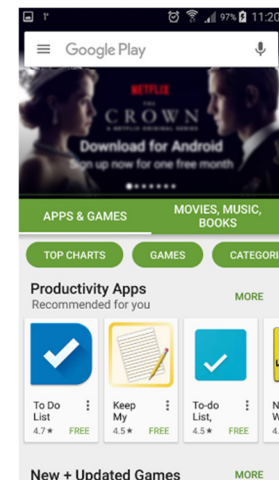 97% 11:20
Google Play
NETFLIX
THE
CROWN
A NETFLIX ORIGINAL SERIES
Download for Android
Sign up now for one free month
APPS & GAMES
MOVIES, MUSIC,
BOOKS
TOP CHARTS GAMES CATEGORI
Productivity Apps
Recommended for you
MORE
To Do
List
4.7★ FREE
Keep
My
4.5★ FREE
To-do
List,
4.5★ FREE
N
W
4.
New + Updated Games MORE